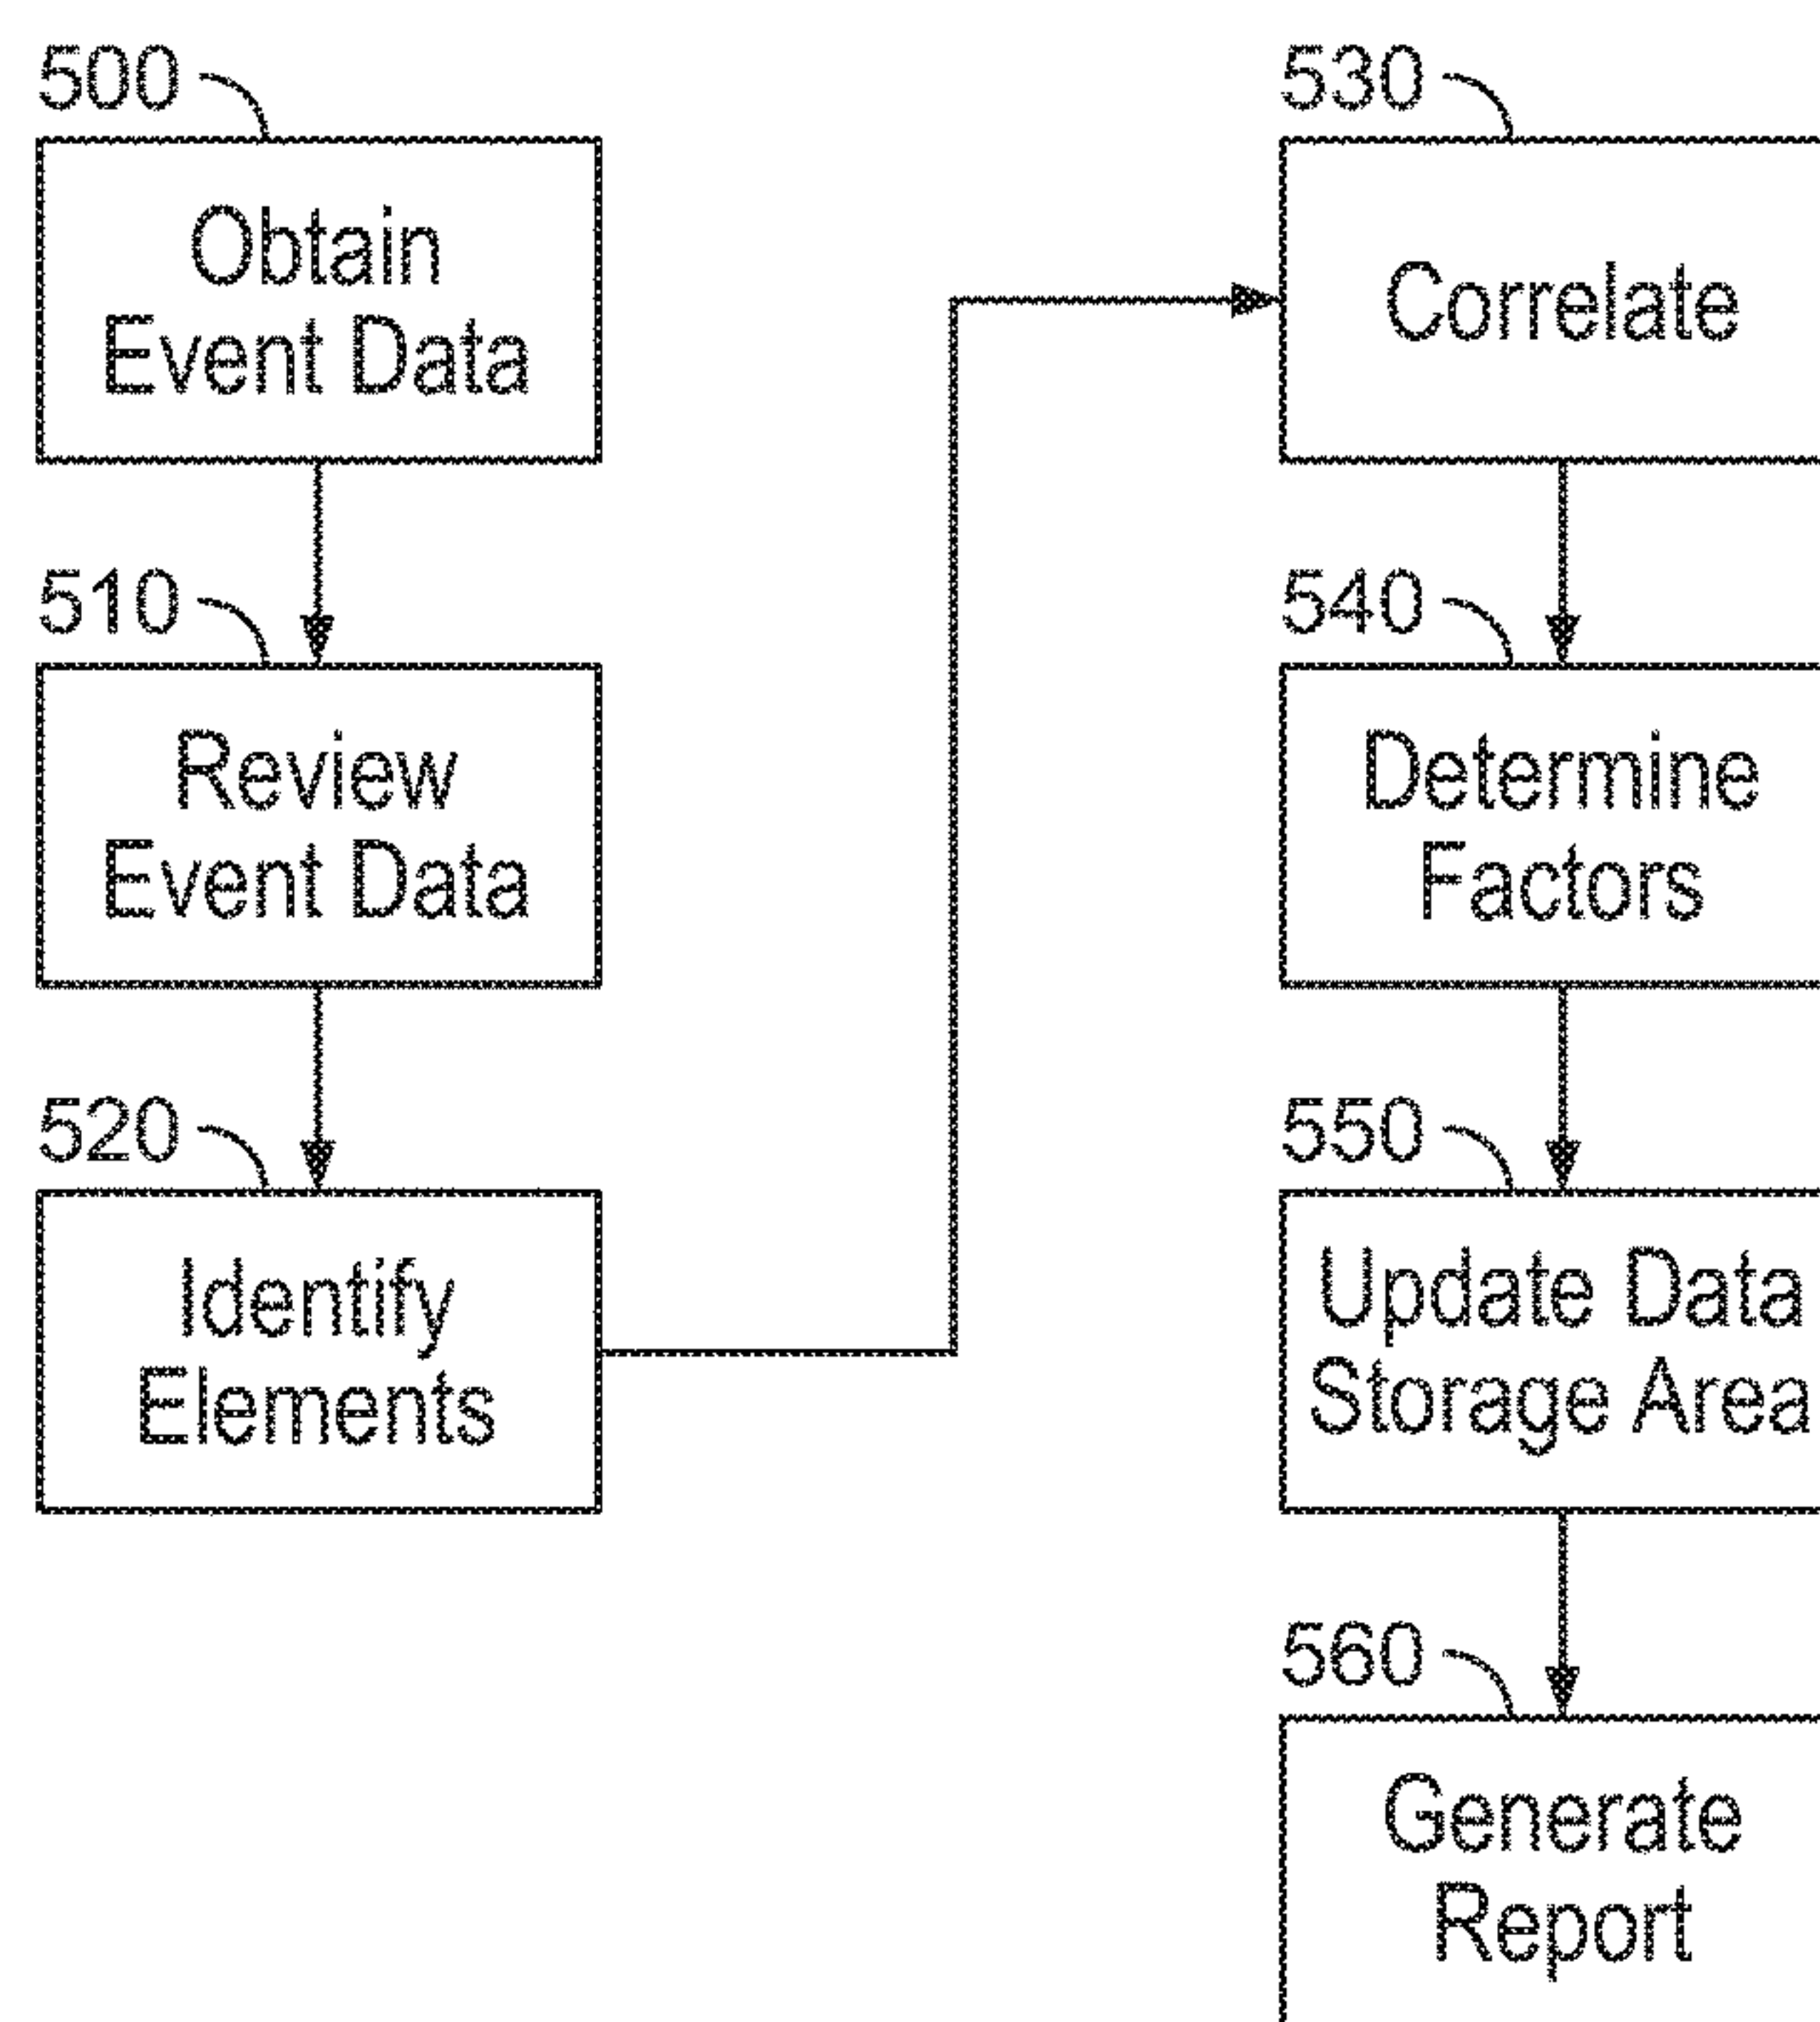 500
Obtain
Event Data
510
Review
Event Data
520
Identify
Elements
530
Correlate
540
Determine
Factors
550
Update Data
Storage Area
560
Generate
Report